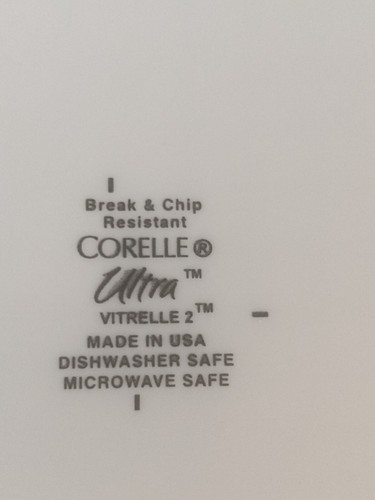 Break & Chip
Resistant
CORELLE®
Ultra™
VITRELLE 2™
MADE IN USA
DISHWASHER SAFE
MICROWAVE SAFE